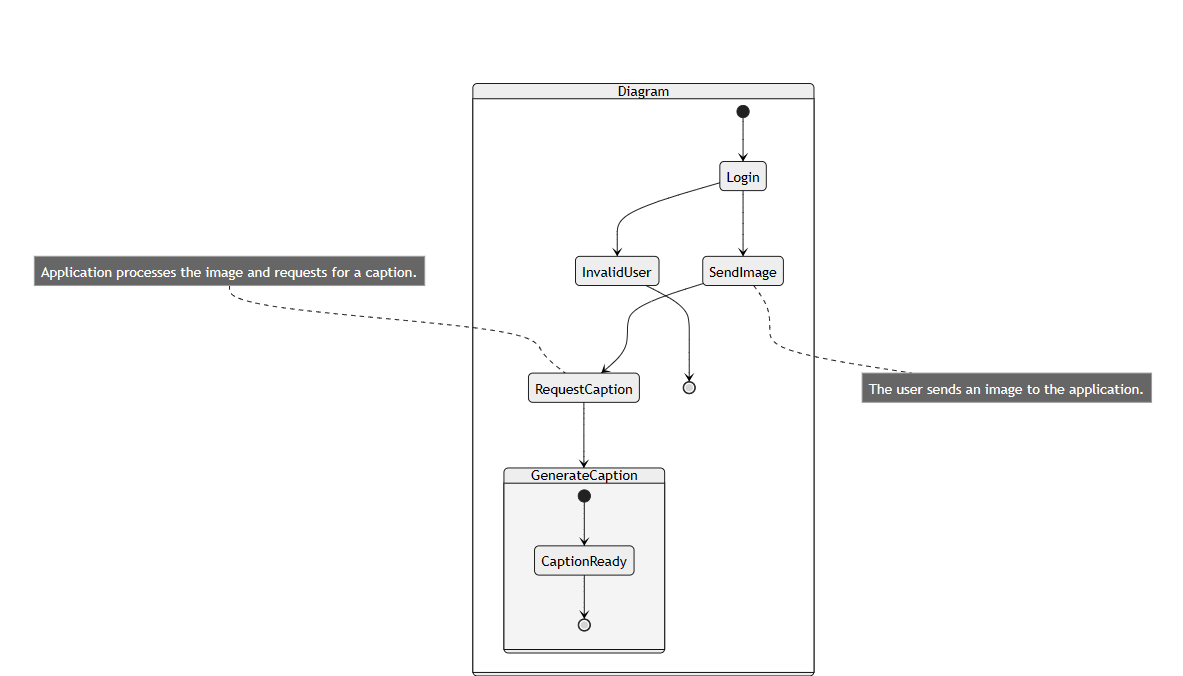 Diagram
Login
InvalidUser
SendImage
Application processes the image and requests for a caption.
RequestCaption
The user sends an image to the application.
GenerateCaption
CaptionReady